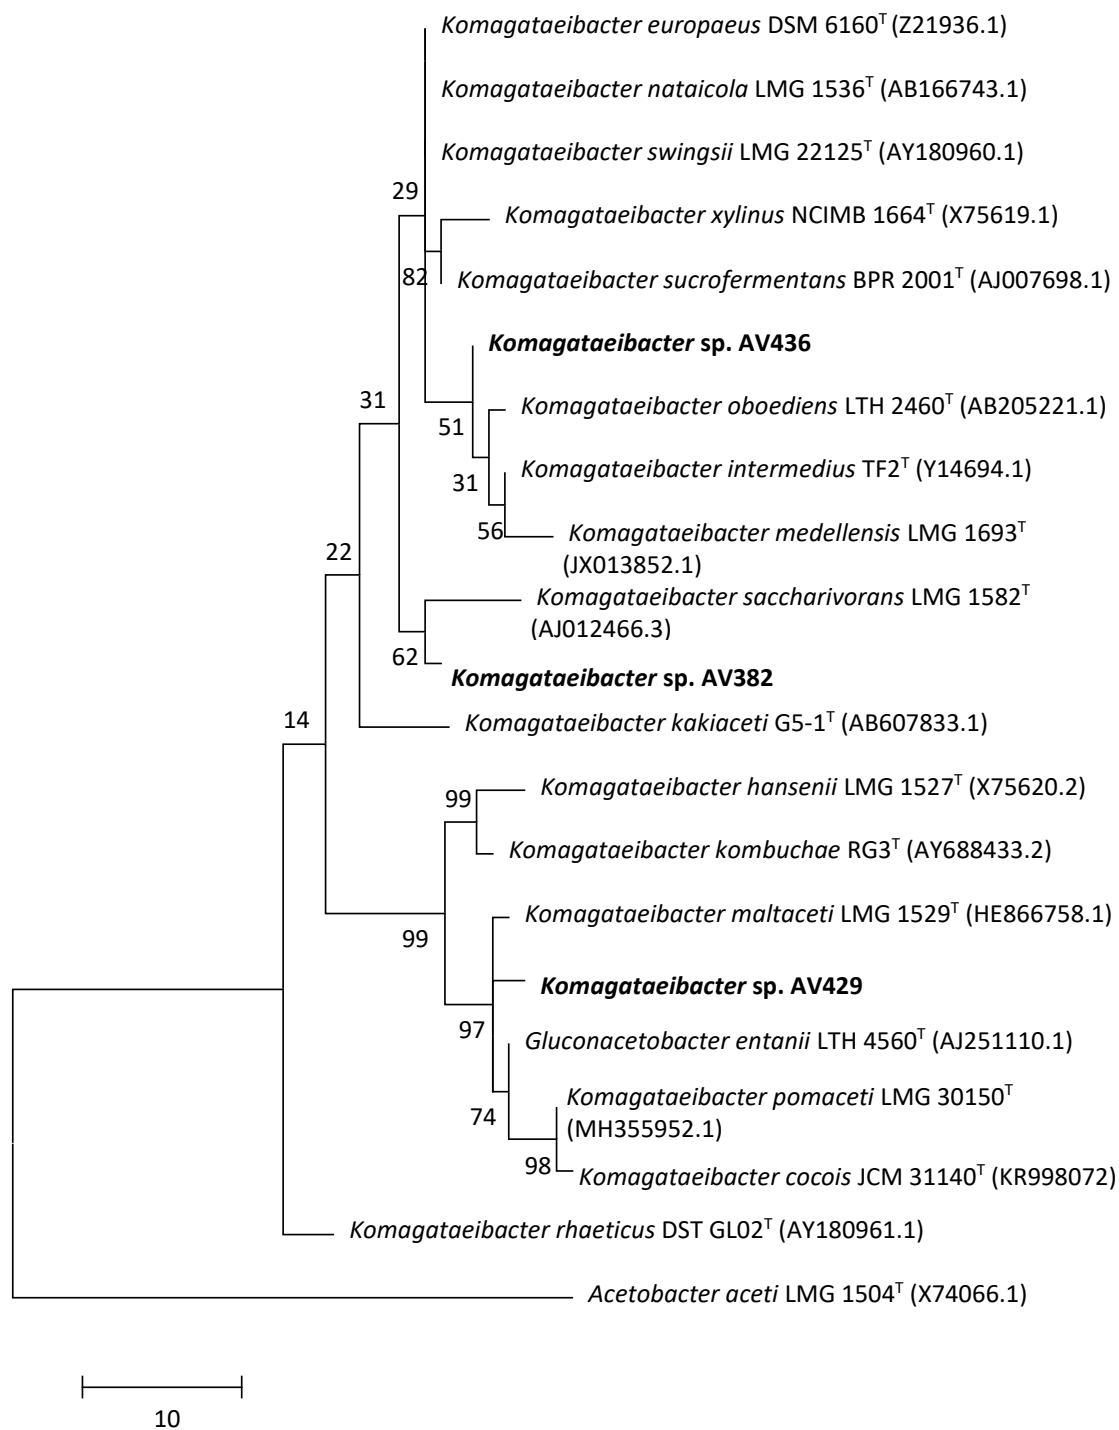 Komagataeibacter europaeus DSM 6160ᵀ (Z21936.1)
Komagataeibacter nataicola LMG 1536ᵀ (AB166743.1)
Komagataeibacter swingsii LMG 22125ᵀ (AY180960.1)
29
Komagataeibacter xylinus NCIMB 1664ᵀ (X75619.1)
82
Komagataeibacter sucrofermentans BPR 2001ᵀ (AJ007698.1)
Komagataeibacter sp. AV436
31
Komagataeibacter oboediens LTH 2460ᵀ (AB205221.1)
51
Komagataeibacter intermedius TF2ᵀ (Y14694.1)
31
56
Komagataeibacter medellensis LMG 1693ᵀ
(JX013852.1)
22
Komagataeibacter saccharivorans LMG 1582ᵀ
(AJ012466.3)
62
Komagataeibacter sp. AV382
14
Komagataeibacter kakiaceti G5-1ᵀ (AB607833.1)
Komagataeibacter hansenii LMG 1527ᵀ (X75620.2)
99
Komagataeibacter kombuchae RG3ᵀ (AY688433.2)
Komagataeibacter maltaceti LMG 1529ᵀ (HE866758.1)
99
Komagataeibacter sp. AV429
97
Gluconacetobacter entanii LTH 4560ᵀ (AJ251110.1)
Komagataeibacter pomaceti LMG 30150ᵀ
74
(MH355952.1)
98
Komagataeibacter cocois JCM 31140ᵀ (KR998072)
Komagataeibacter rhaeticus DST GL02ᵀ (AY180961.1)
Acetobacter aceti LMG 1504ᵀ (X74066.1)
10